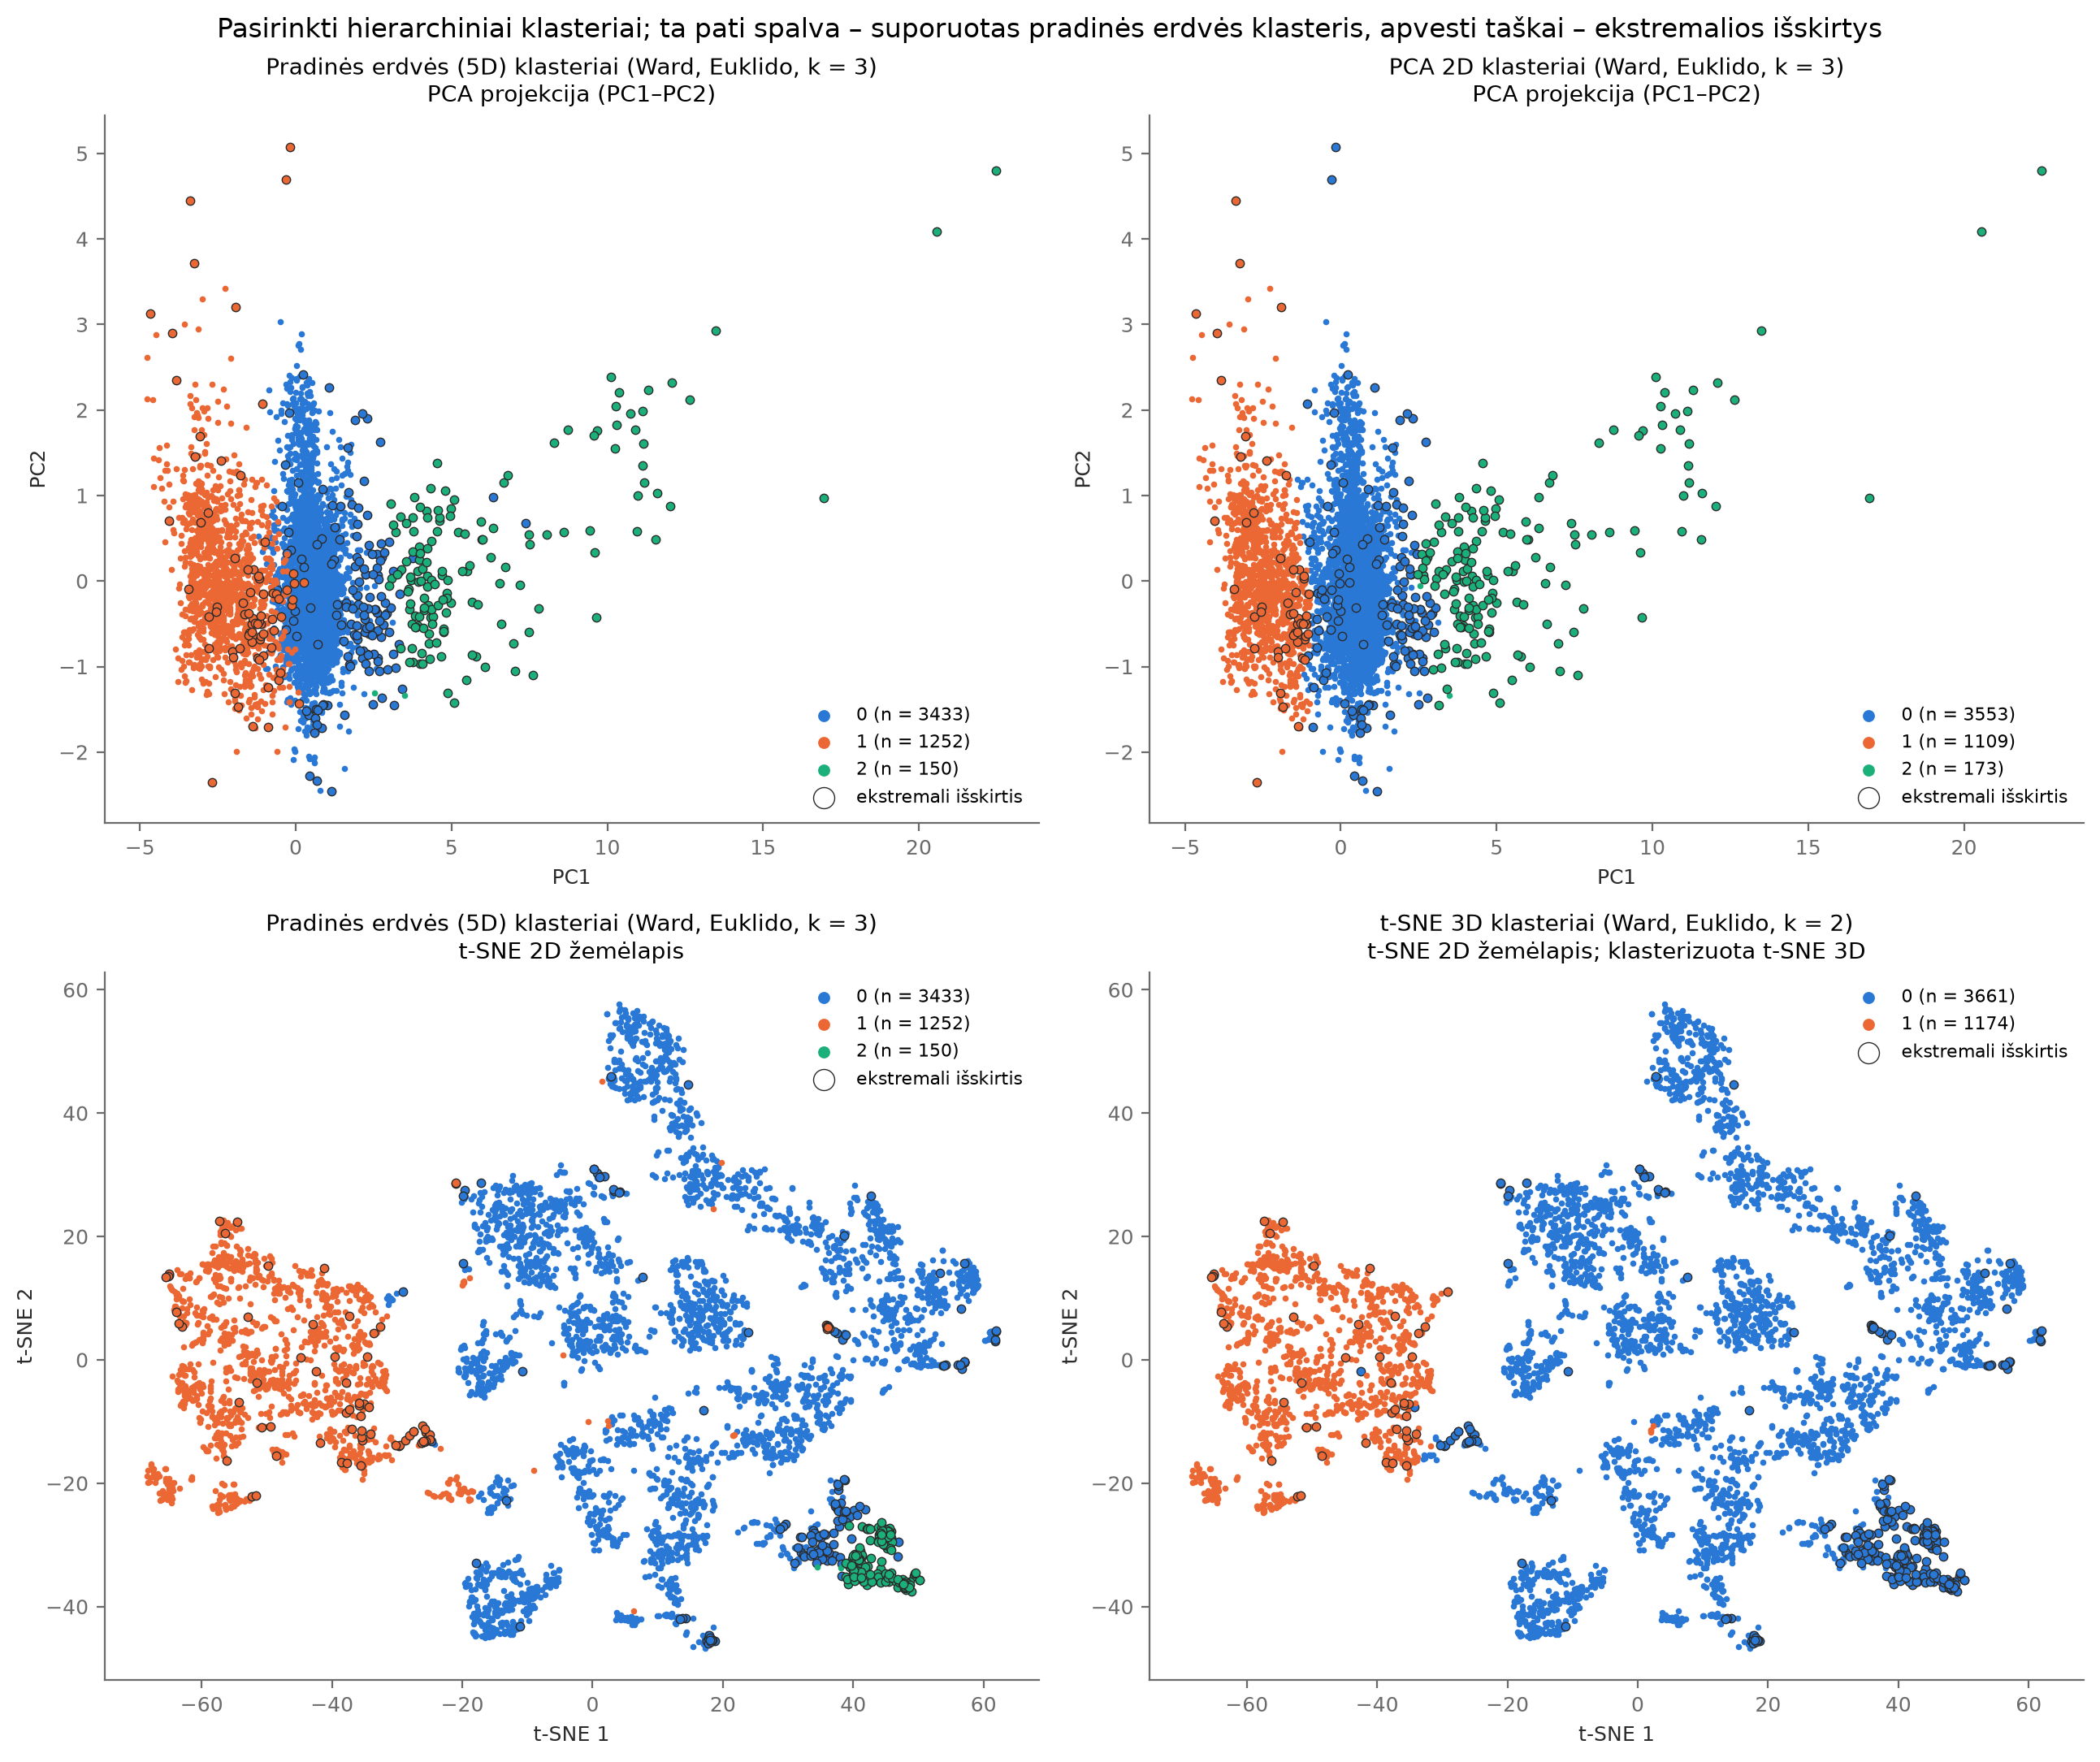 Pasirinkti hierarchiniai klasteriai; ta pati spalva – suporuotas pradinės erdvės klasteris, apvesti taškai – ekstremalios išskirtys
Pradinės erdvės (5D) klasteriai (Ward, Euklido, k = 3)
PCA projekcija (PC1–PC2)
5
4
3
2
1
0
−1
−2
PC2
−5
0
5
10
15
20
PC1
0 (n = 3433)
1 (n = 1252)
2 (n = 150)
ekstremali išskirtis
PCA 2D klasteriai (Ward, Euklido, k = 3)
PCA projekcija (PC1–PC2)
5
4
3
2
1
0
−1
−2
PC2
−5
0
5
10
15
20
PC1
0 (n = 3553)
1 (n = 1109)
2 (n = 173)
ekstremali išskirtis
Pradinės erdvės (5D) klasteriai (Ward, Euklido, k = 3)
t-SNE 2D žemėlapis
0 (n = 3433)
1 (n = 1252)
2 (n = 150)
ekstremali išskirtis
60
40
20
0
−20
−40
t-SNE 2
−60
−40
−20
0
20
40
60
t-SNE 1
t-SNE 3D klasteriai (Ward, Euklido, k = 2)
t-SNE 2D žemėlapis; klasterizuota t-SNE 3D
0 (n = 3661)
1 (n = 1174)
ekstremali išskirtis
60
40
20
0
−20
−40
t-SNE 2
−60
−40
−20
0
20
40
60
t-SNE 1